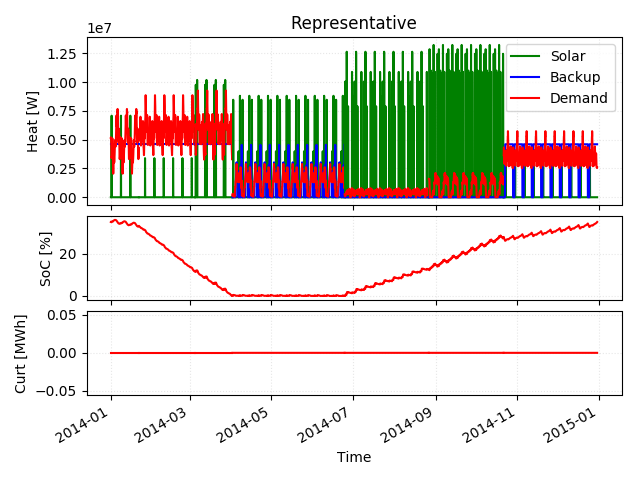 Representative
1e7
Heat [W]
1.25
1.00
0.75
0.50
0.25
0.00
Solar
Backup
Demand
SoC [%]
20
0
Curt [MWh]
0.05
0.00
−0.05
2014-01
2014-03
2014-05
2014-07
2014-09
2014-11
2015-01
Time